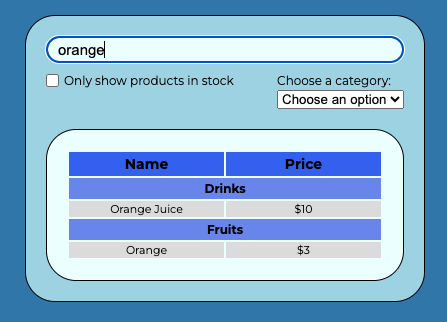 orange
Only show products in stock
Choose a category:
Choose an option
Name Price
Drinks
Orange Juice $10
Fruits
Orange $3